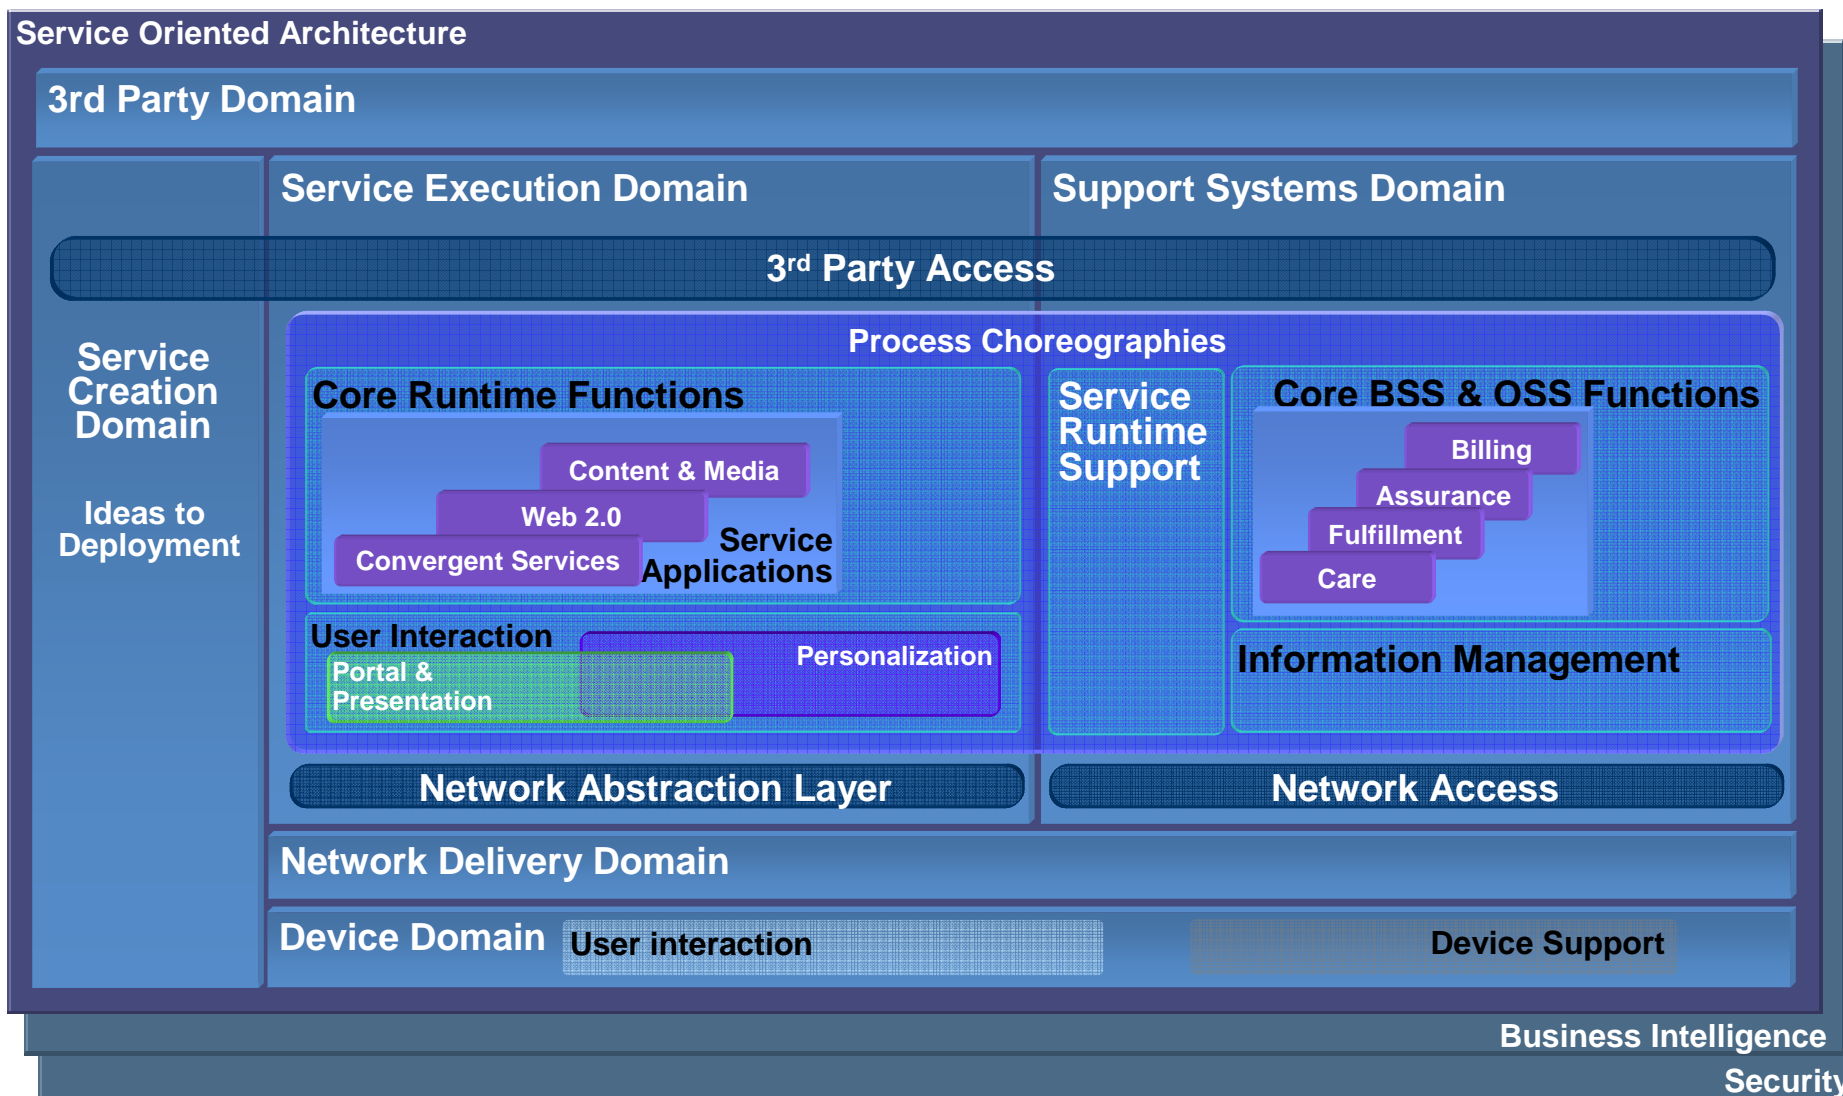 Service Oriented Architecture
3rd Party Domain
Service Execution Domain
Support Systems Domain
3rd Party Access
Service
Creation
Domain
Ideas to
Deployment
Process Choreographies
Core Runtime Functions
Content & Media
Web 2.0
Convergent Services
Service
Applications
User Interaction
Portal &
Presentation
Personalization
Service
Runtime
Support
Core BSS & OSS Functions
Billing
Assurance
Fulfillment
Care
Information Management
Network Abstraction Layer
Network Access
Network Delivery Domain
Device Domain
User interaction
Device Support
Business Intelligence
Security